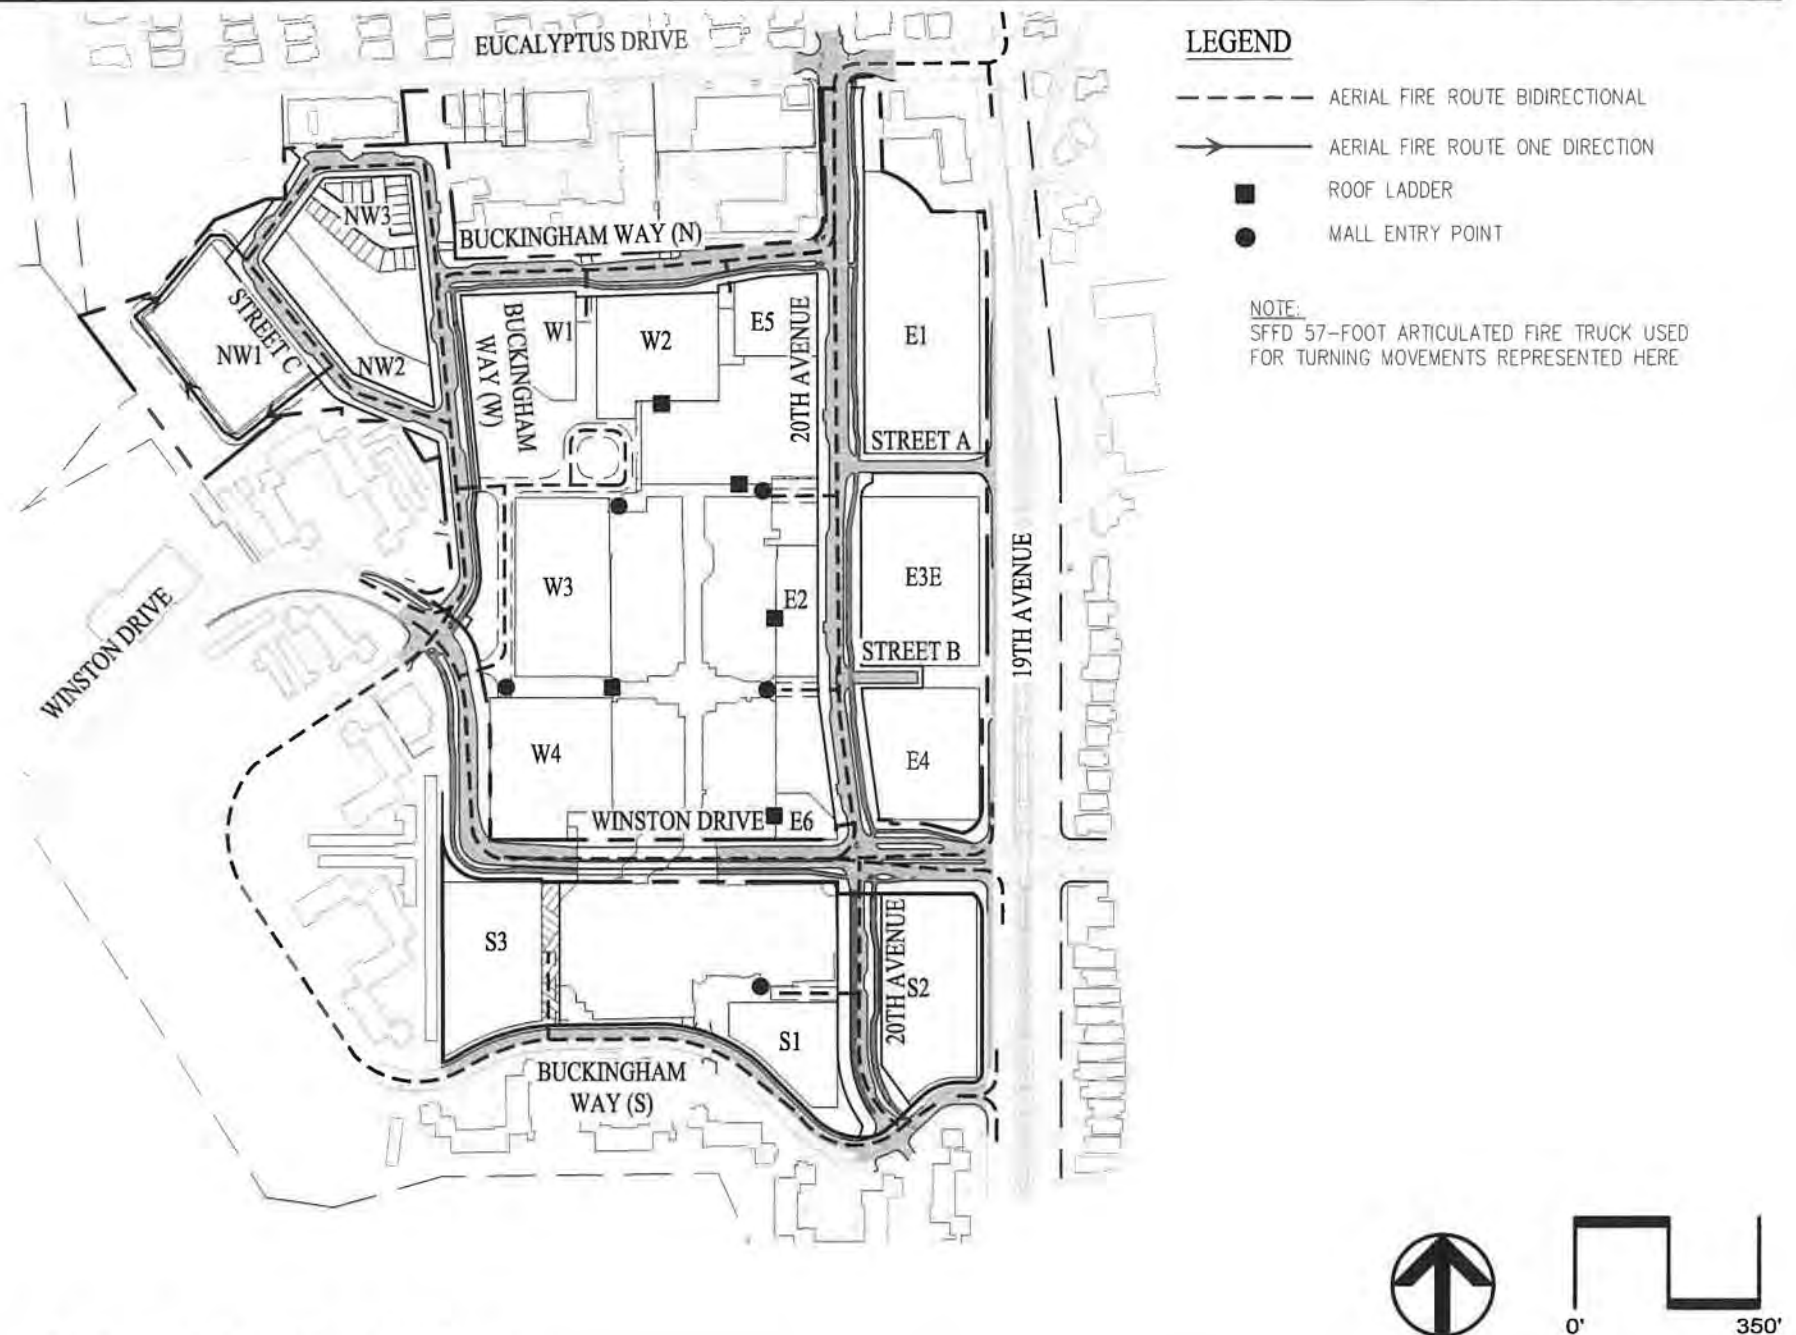 EUCALYPTUS DRIVE
LEGEND
AERIAL FIRE ROUTE BIDIRECTIONAL
AERIAL FIRE ROUTE ONE DIRECTION
ROOF LADDER
MALL ENTRY POINT
NOTE:
SFFD 57-FOOT ARTICULATED FIRE TRUCK USED
FOR TURNING MOVEMENTS REPRESENTED HERE
NW3
BUCKINGHAM WAY (N)
STREET C
NW1
NW2
BUCKINGHAM
WAY (W)
W1
W2
E5
20TH AVENUE
E1
STREET A
W3
E2
E3E
19TH AVENUE
STREET B
WINSTON DRIVE
W4
E4
WINSTON DRIVE
E6
S3
20TH AVENUE
S2
S1
BUCKINGHAM
WAY (S)
0'
350'